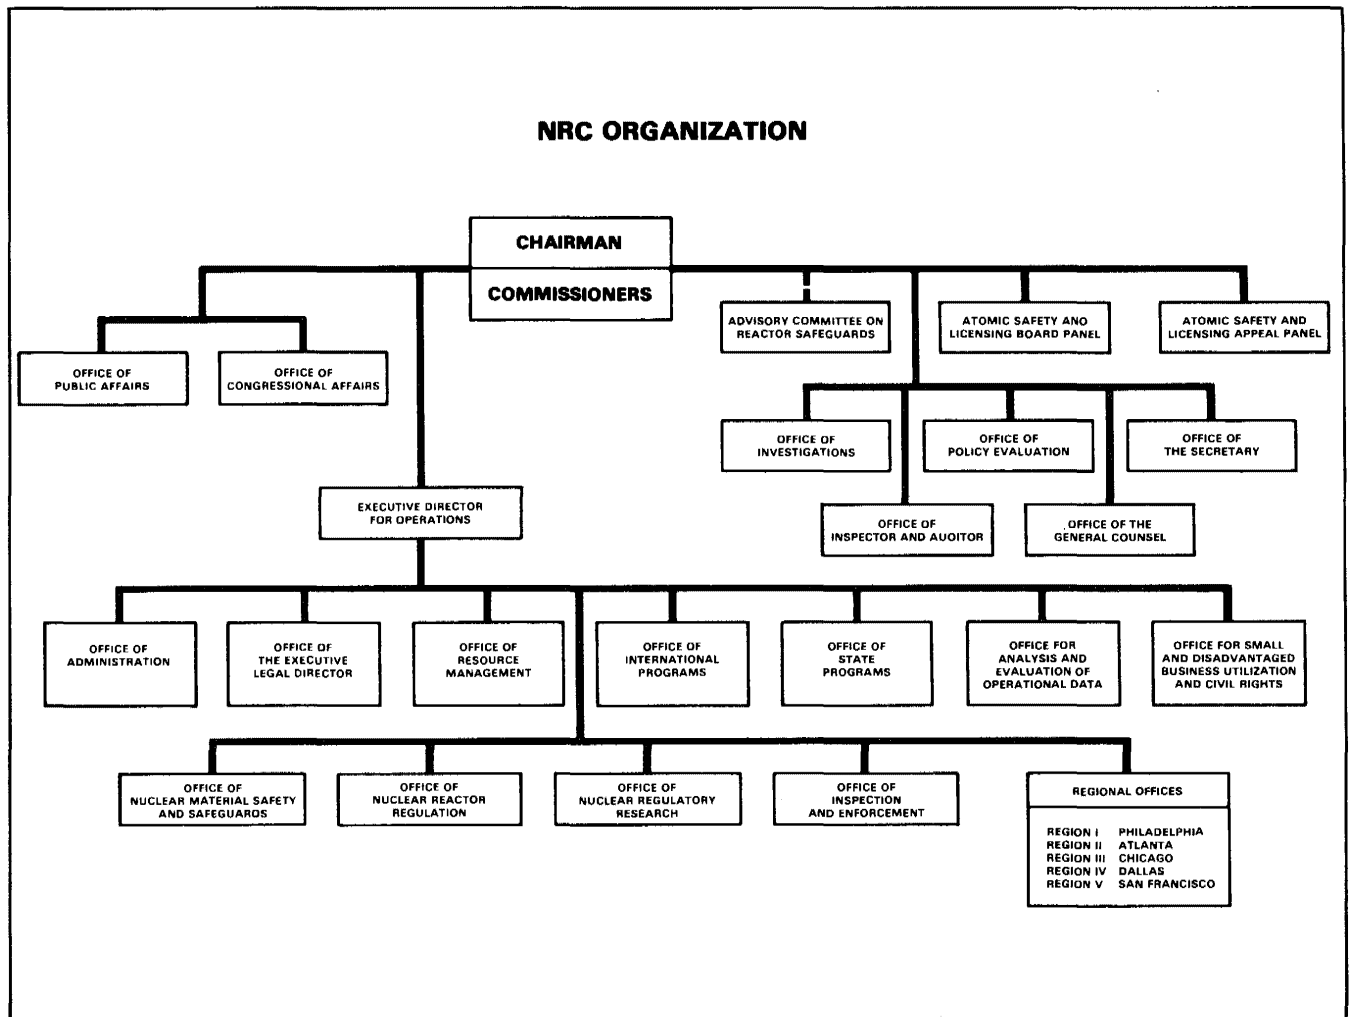 NRC ORGANIZATION
CHAIRMAN
COMMISSIONERS
ADVISORY COMMITTEE ON
REACTOR SAFEGUARDS
ATOMIC SAFETY ANO
LICENSING BOARD PANEL
ATOMIC SAFETY AND
LICENSING APPEAL PANEL
OFFICE OF
PUBLIC AFFAIRS
OFFICE OF
CONGRESSIONAL AFFAIRS
OFFICE OF
INVESTIGATIONS
OFFICE OF
POLICY EVALUATION
OFFICE OF
THE SECRETARY
EXECUTIVE DIRECTOR
FOR OPERATIONS
OFFICE OF
INSPECTOR AND AUOITOR
OFFICE OF THE
GENERAL COUNSEL
OFFICE OF
ADMINISTRATION
OFFICE OF
THE EXECUTIVE
LEGAL DIRECTOR
OFFICE OF
RESOURCE
MANAGEMENT
OFFICE OF
INTERNATIONAL
PROGRAMS
OFFICE OF
STATE
PROGRAMS
OFFICE FOR
ANALYSIS AND
EVALUATION OF
OPERATIONAL DATA
OFFICE FOR SMALL
AND DISADVANTAGED
BUSINESS UTILIZATION
AND CIVIL RIGHTS
OFFICE OF
NUCLEAR MATERIAL SAFETY
AND SAFEGUARDS
OFFICE OF
NUCLEAR REACTOR
REGULATION
OFFICE OF
NUCLEAR REGULATORY
RESEARCH
OFFICE OF
INSPECTION
AND ENFORCEMENT
REGIONAL OFFICES
REGION I PHILADELPHIA
REGION II ATLANTA
REGION III CHICAGO
REGION IV DALLAS
REGION V SAN FRANCISCO